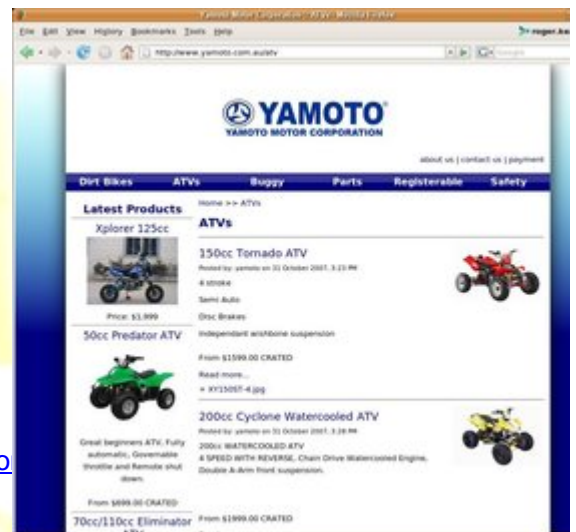 Yamoto Motor Corporation - ATVs - Mozilla Firefox
File Edit View History Bookmarks Tools Help
http://www.yamoto.com.au/atv
YAMOTO
YAMOTO MOTOR CORPORATION
about us | contact us | payment
Dirt Bikes ATVs Buggy Parts Registerable Safety
Latest Products
Xplorer 125cc
Price: $1,999
50cc Predator ATV
Great beginners ATV. Fully
automatic, Governable
throttle and Remote shut
down.
From $699.00 CRATED
70cc/110cc Eliminator
ATV
Home >> ATVs
ATVs
150cc Tornado ATV
Posted by: yamoto on 31 October 2007, 3:23 PM
4 stroke
Semi Auto
Disc Brakes
Independant wishbone suspension
From $1599.00 CRATED
Read more...
+ XY150ST-4.jpg
200cc Cyclone Watercooled ATV
Posted by: yamoto on 31 October 2007, 3:28 PM
200cc WATERCOOLED ATV
4 SPEED WITH REVERSE, Chain Drive Watercooled Engine,
Double A-Arm front suspension.
From $1999.00 CRATED